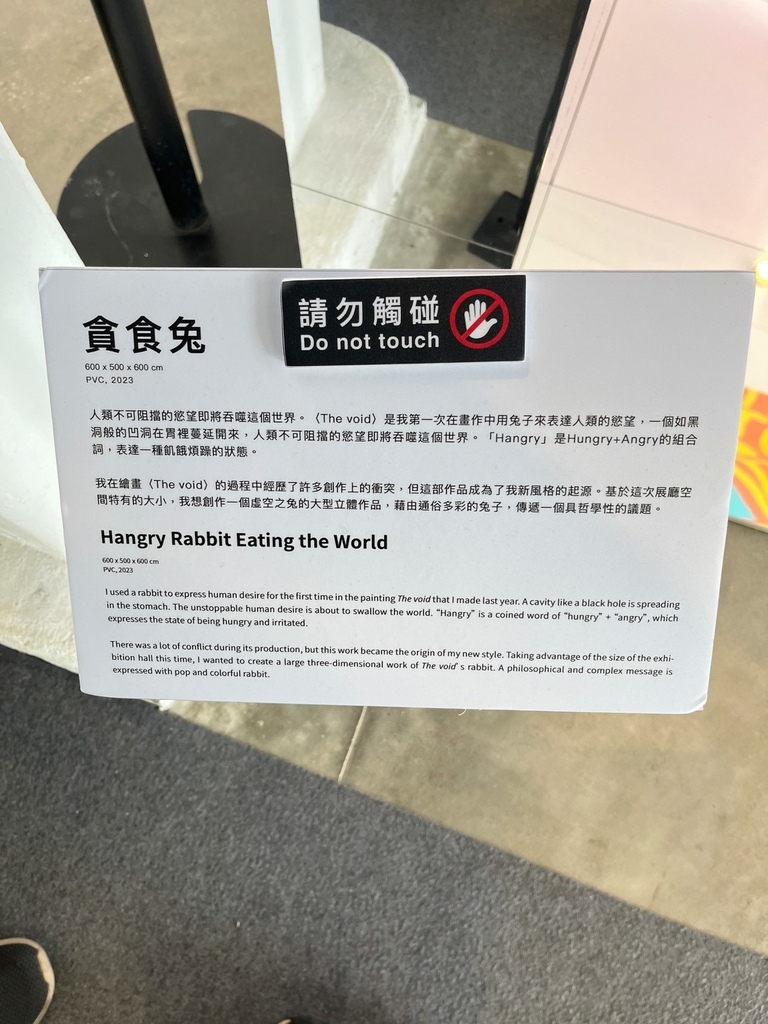 請勿觸碰
Do not touch
貪食兔
600 x 500 x 600 cm
PVC, 2023
人類不可阻擋的慾望即將吞噬這個世界。〈The void〉是我第一次在畫作中用兔子來表達人類的慾望，一個如黑
洞般的凹洞在胃裡蔓延開來，人類不可阻擋的慾望即將吞噬這個世界。「Hangry」是Hungry+Angry的組合
詞，表達一種飢餓煩躁的狀態。
我在繪畫〈The void〉的過程中經歷了許多創作上的衝突，但這部作品成為了我新風格的起源。基於這次展廳空
間特有的大小，我想創作一個虛空之兔的大型立體作品，藉由通俗多彩的兔子，傳遞一個具哲學性的議題。
Hangry Rabbit Eating the World
600 x 500 x 600 cm
PVC, 2023
I used a rabbit to express human desire for the first time in the painting The void that I made last year. A cavity like a black hole is spreading
in the stomach. The unstoppable human desire is about to swallow the world. "Hangry" is a coined word of "hungry" + "angry", which
expresses the state of being hungry and irritated.
There was a lot of conflict during its production, but this work became the origin of my new style. Taking advantage of the size of the exhi-
bition hall this time, I wanted to create a large three-dimensional work of The void's rabbit. A philosophical and complex message is
expressed with pop and colorful rabbit.